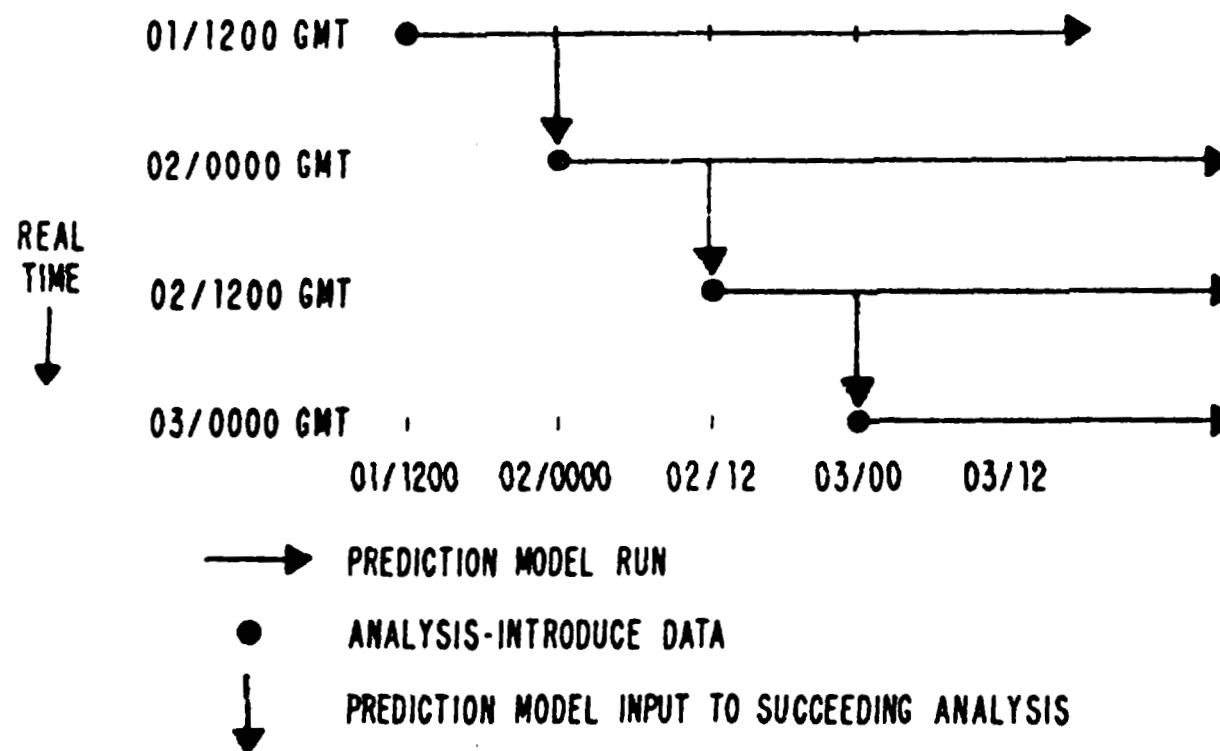 01/1200 GMT
02/0000 GMT
REAL
TIME
02/1200 GMT
03/0000 GMT
01/1200 02/0000 02/12 03/00 03/12
PREDICTION MODEL RUN
ANALYSIS-INTRODUCE DATA
PREDICTION MODEL INPUT TO SUCCEEDING ANALYSIS